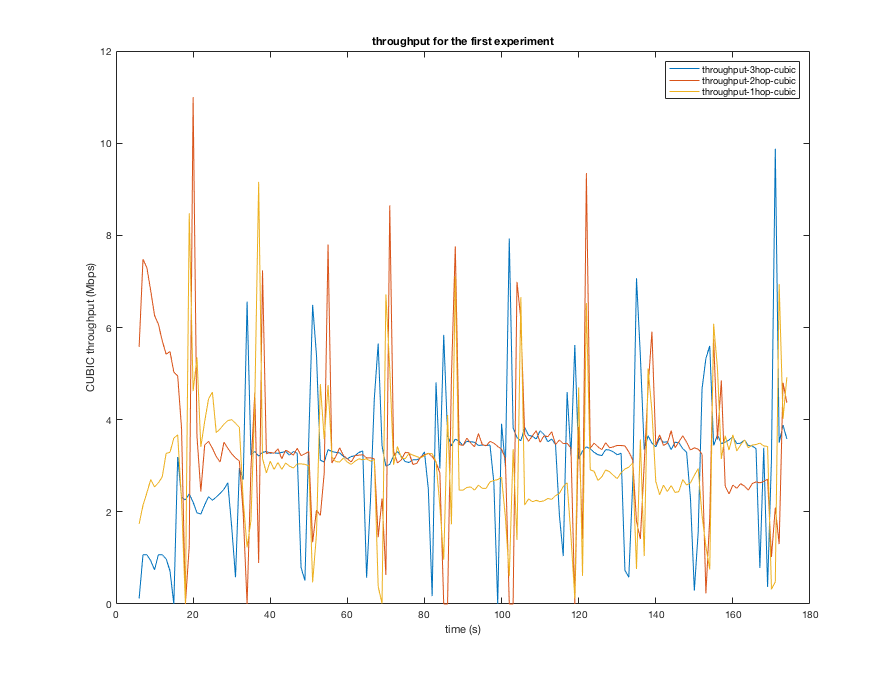 throughput for the first experiment
throughput-3hop-cubic
throughput-2hop-cubic
throughput-1hop-cubic
CUBIC throughput (Mbps)
12
10
8
6
4
2
0
0 20 40 60 80 100 120 140 160 180
time (s)